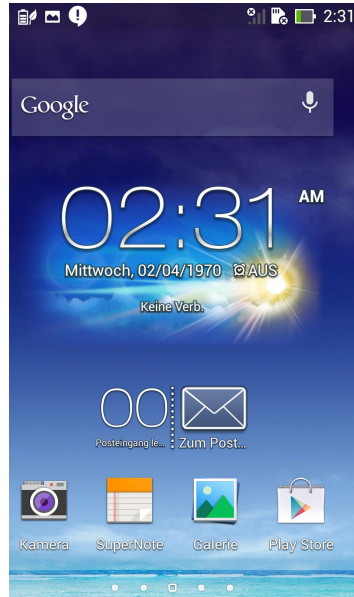 2:31
Google
02:31 AM
Mittwoch, 02/04/1970 AUS
Keine Verb.
00
Posteingang le... Zum Post...
Kamera SuperNote Galerie Play Store